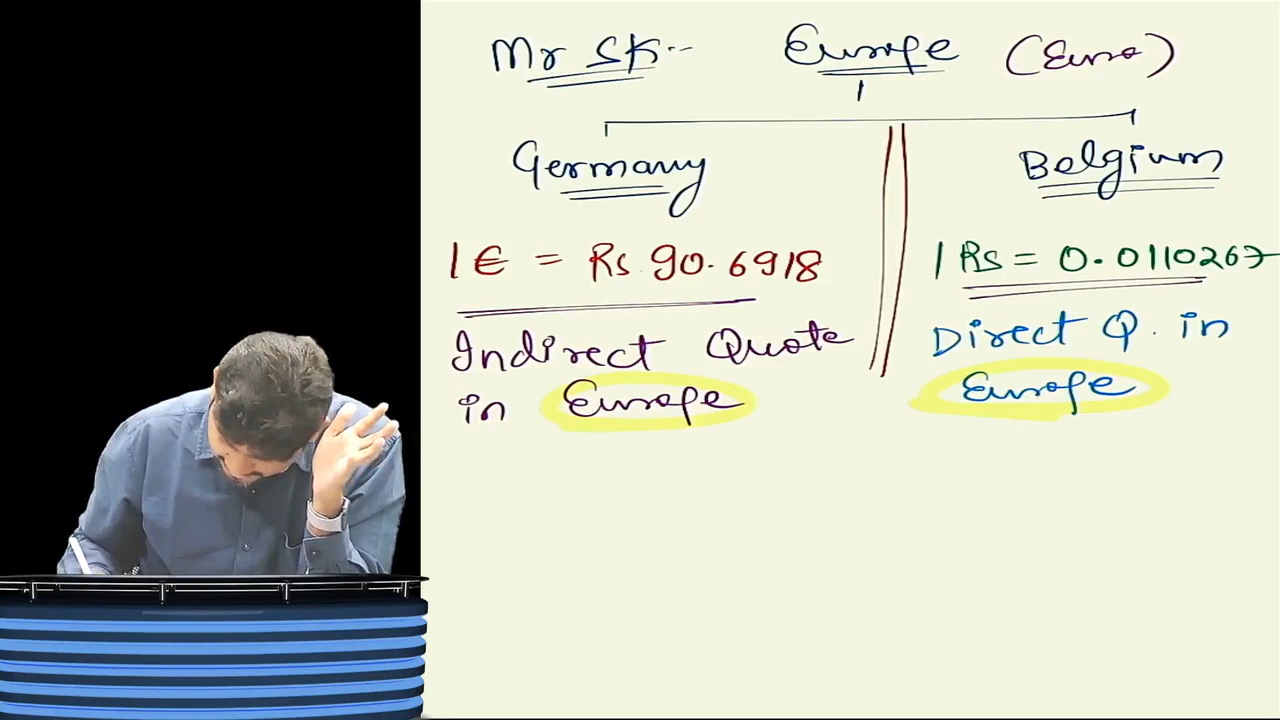 Mr SK--
Europe (Euro)
Germany
1 € = Rs. 90.6918
Indirect Quote
in Europe
Belgium
1 Rs = 0.0110267
Direct Q. in
Europe